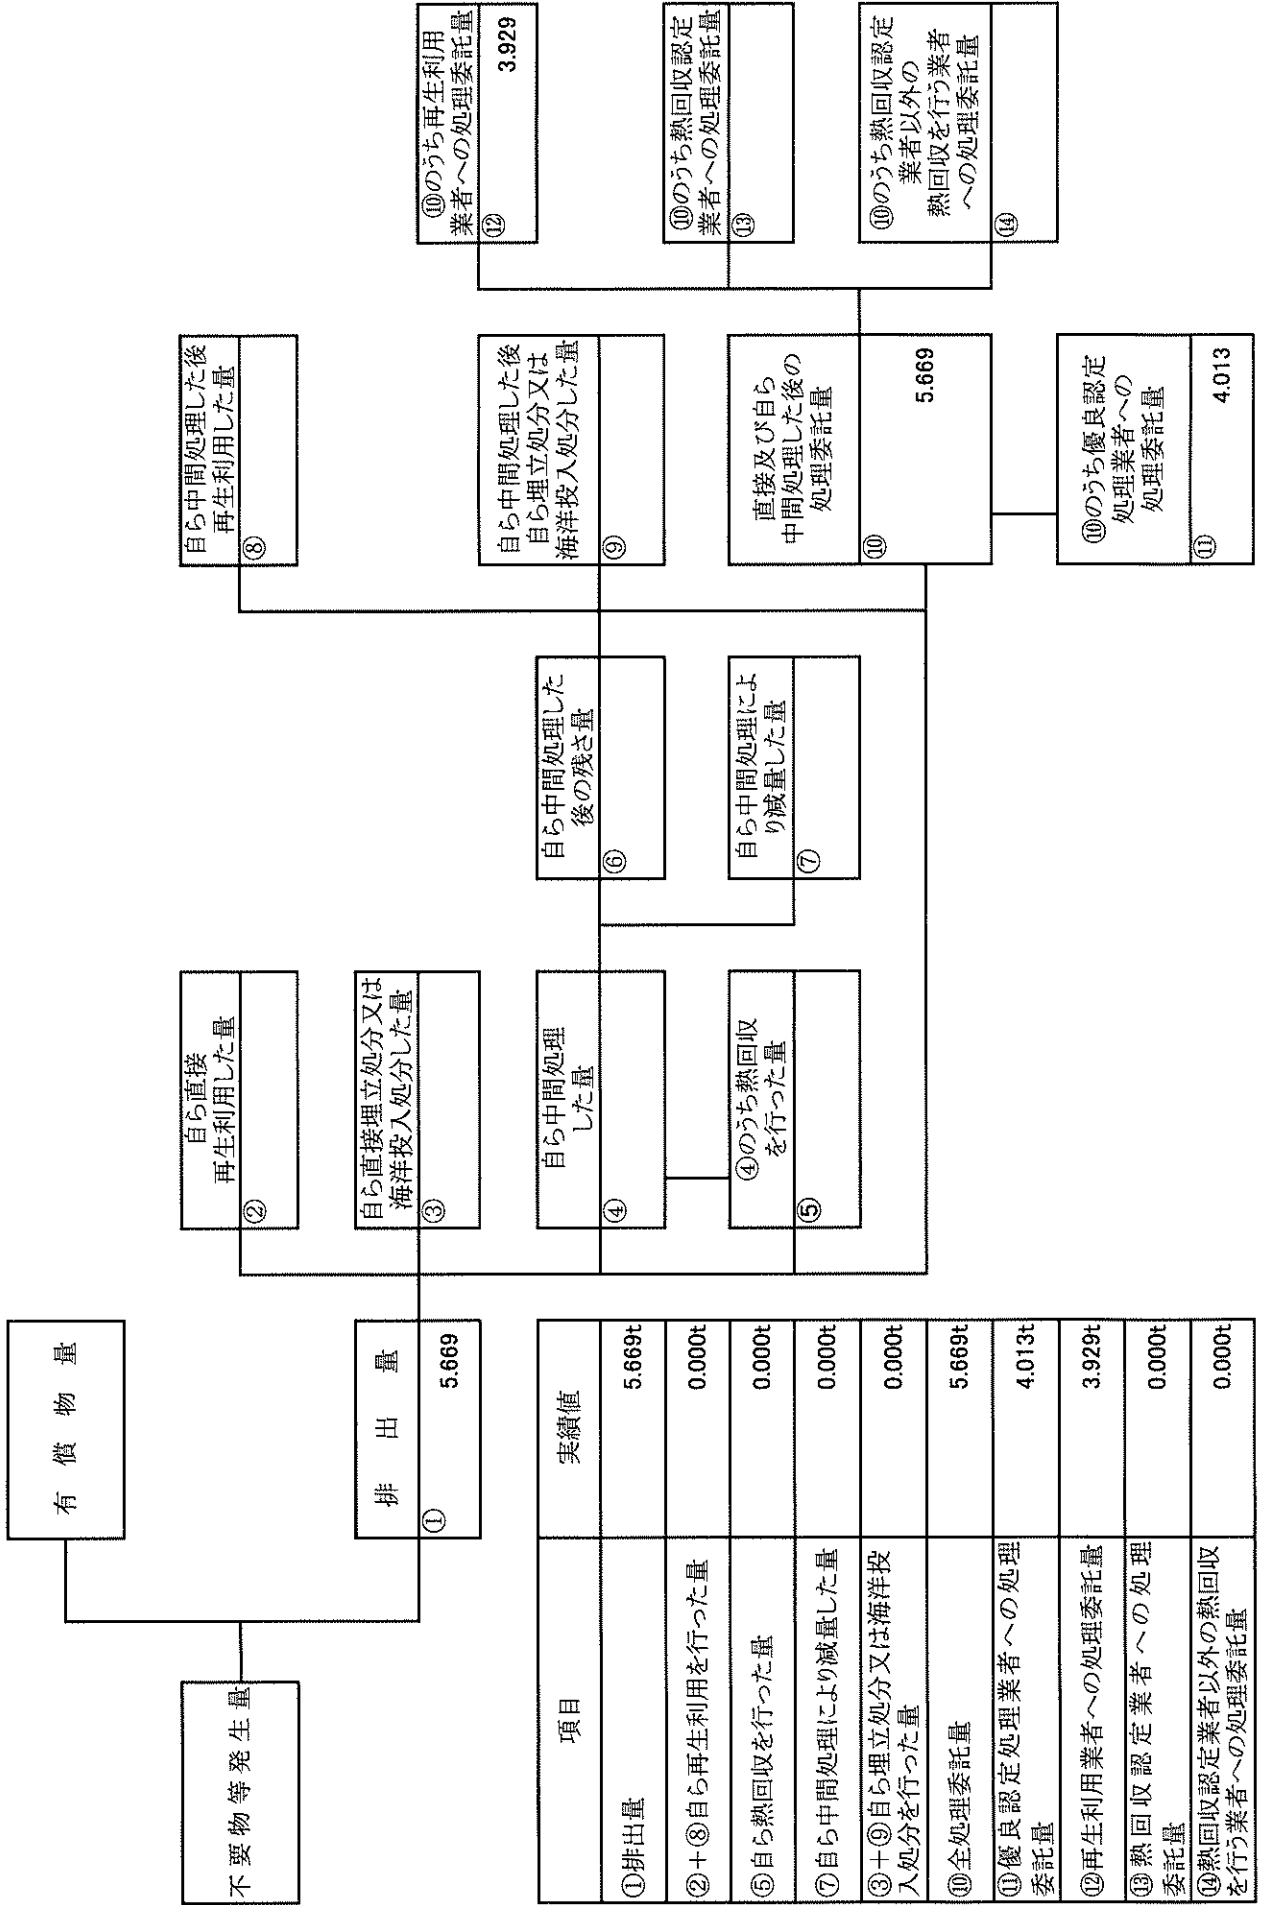 不要物等発生量
有償物量
排出量
① 5.669
自ら直接
再生利用した量
②
自ら直接埋立処分又は
海洋投入処分した量
③
自ら中間処理
した量
④
④のうち熱回収
を行った量
⑤
自ら中間処理した
後の残さ量
⑥
自ら中間処理によ
り減量した量
⑦
自ら中間処理した後
再生利用した量
⑧
自ら中間処理した後
自ら埋立処分又は
海洋投入処分した量
⑨
直接及び自ら
中間処理した後の
処理委託量
⑩ 5.669
⑩のうち優良認定
処理業者への
処理委託量
⑪ 4.013
⑩のうち再生利用
業者への処理委託量
⑫ 3.929
⑩のうち熱回収認定
業者への処理委託量
⑬
⑩のうち熱回収認定
業者以外の
熱回収を行う業者
への処理委託量
⑭
項目 実績値
①排出量 5.669t
②＋⑧自ら再生利用を行った量 0.000t
⑤自ら熱回収を行った量 0.000t
⑦自ら中間処理により減量した量 0.000t
③＋⑨自ら埋立処分又は海洋投
入処分を行った量 0.000t
⑩全処理委託量 5.669t
⑪優良認定処理業者への処理
委託量 4.013t
⑫再生利用業者への処理委託量 3.929t
⑬熱回収認定業者への処理
委託量 0.000t
⑭熱回収認定業者以外の熱回収
を行う業者への処理委託量 0.000t